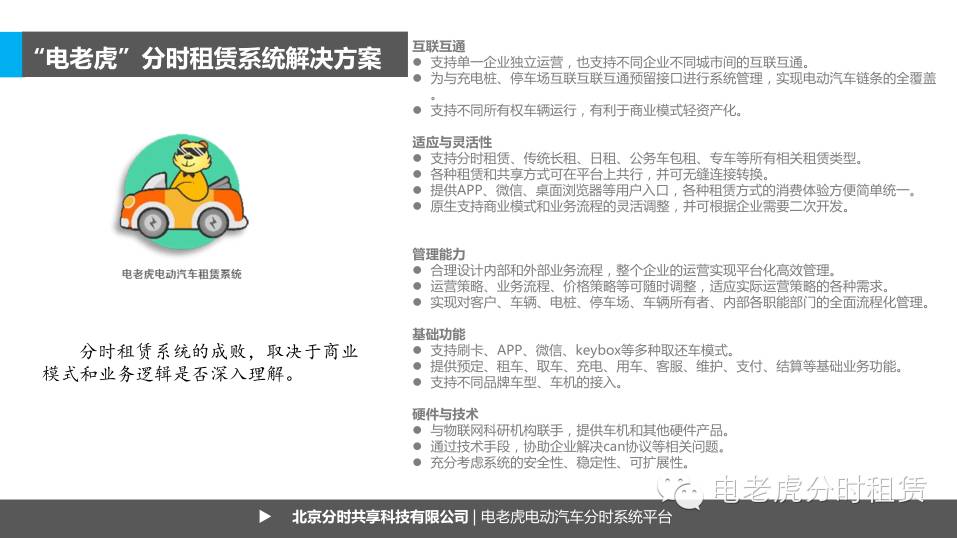 “电老虎”分时租赁系统解决方案
电老虎电动汽车租赁系统
分时租赁系统的成败，取决于商业
模式和业务逻辑是否深入理解。
互联互通
● 支持单一企业独立运营，也支持不同企业不同城市间的互联互通。
● 为与充电桩、停车场互联互联互通预留接口进行系统管理，实现电动汽车链条的全覆盖
。
● 支持不同所有权车辆运行，有利于商业模式轻资产化。
适应与灵活性
● 支持分时租赁、传统长租、日租、公务车包租、专车等所有相关租赁类型。
● 各种租赁和共享方式可在平台上共行，并可无缝连接转换。
● 提供APP、微信、桌面浏览器等用户入口，各种租赁方式的消费体验方便简单统一。
● 原生支持商业模式和业务流程的灵活调整，并可根据企业需要二次开发。
管理能力
● 合理设计内部和外部业务流程，整个企业的运营实现平台化高效管理。
● 运营策略、业务流程、价格策略等可随时调整，适应实际运营策略的各种需求。
● 实现对客户、车辆、电桩、停车场、车辆所有者、内部各职能部门的全面流程化管理。
基础功能
● 支持刷卡、APP、微信、keybox等多种取还车模式。
● 提供预定、租车、取车、充电、用车、客服、维护、支付、结算等基础业务功能。
● 支持不同品牌车型、车机的接入。
硬件与技术
● 与物联网科研机构联手，提供车机和其他硬件产品。
● 通过技术手段，协助企业解决can协议等相关问题。
● 充分考虑系统的安全性、稳定性、可扩展性。
电老虎分时租赁
▶ 北京分时共享科技有限公司 | 电老虎电动汽车分时系统平台